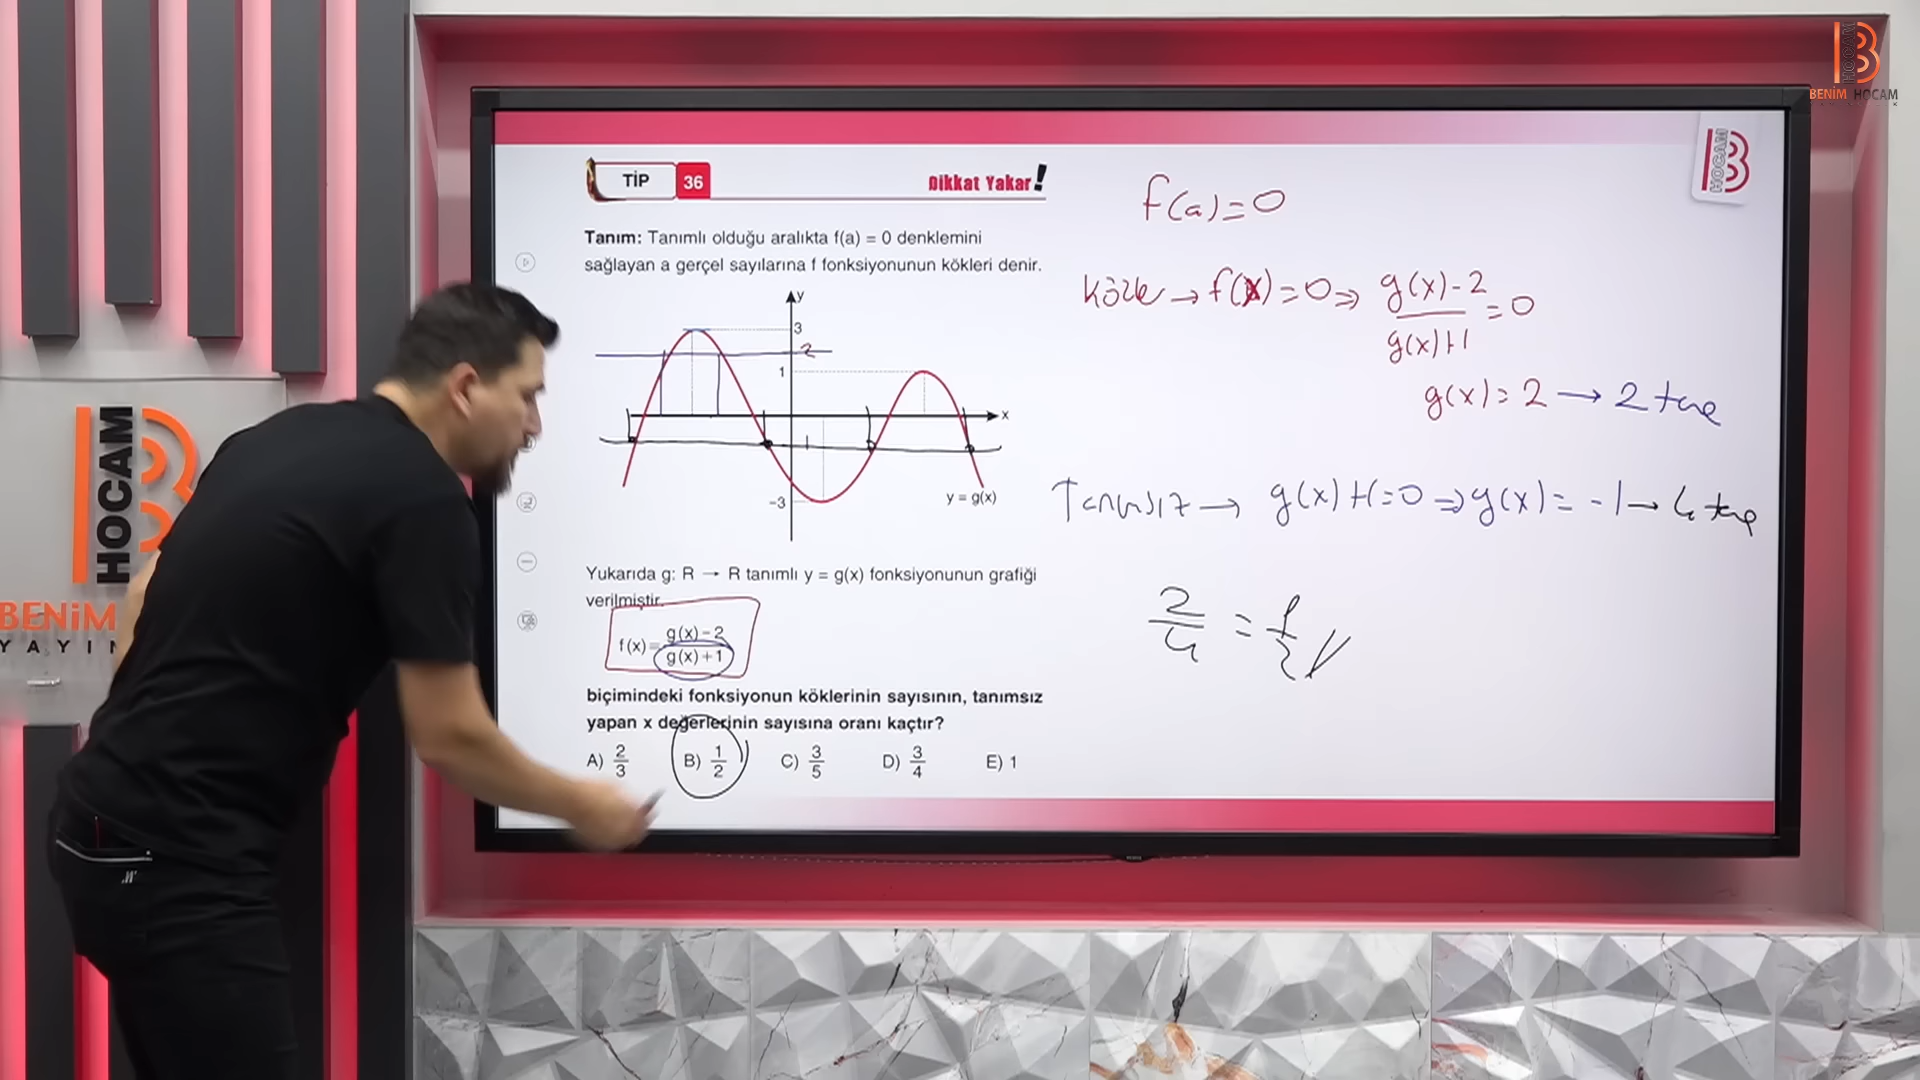 B HOCAM
BENİM HOCAM
B HOCAM
TİP 36
Dikkat Yakar!
Tanım: Tanımlı olduğu aralıkta f(a) = 0 denklemini
sağlayan a gerçel sayılarına f fonksiyonunun kökleri denir.
y
3
2
1
x
-3
y = g(x)
Yukarıda g: R → R tanımlı y = g(x) fonksiyonunun grafiği
verilmiştir.
f(x) = g(x) - 2 / g(x) + 1
biçimindeki fonksiyonun köklerinin sayısının, tanımsız
yapan x değerlerinin sayısına oranı kaçtır?
A) 2/3 B) 1/2 C) 3/5 D) 3/4 E) 1
f(a) = 0
→ f(x) = 0 ⇒ g(x) - 2 / g(x) + 1 = 0
g(x) = 2 → 2 tane
Tanımsız → g(x) + 1 = 0 ⇒ g(x) = -1 → 4 tane
2/4 = 1/2
HOCAM B
BENİM
YAYIN